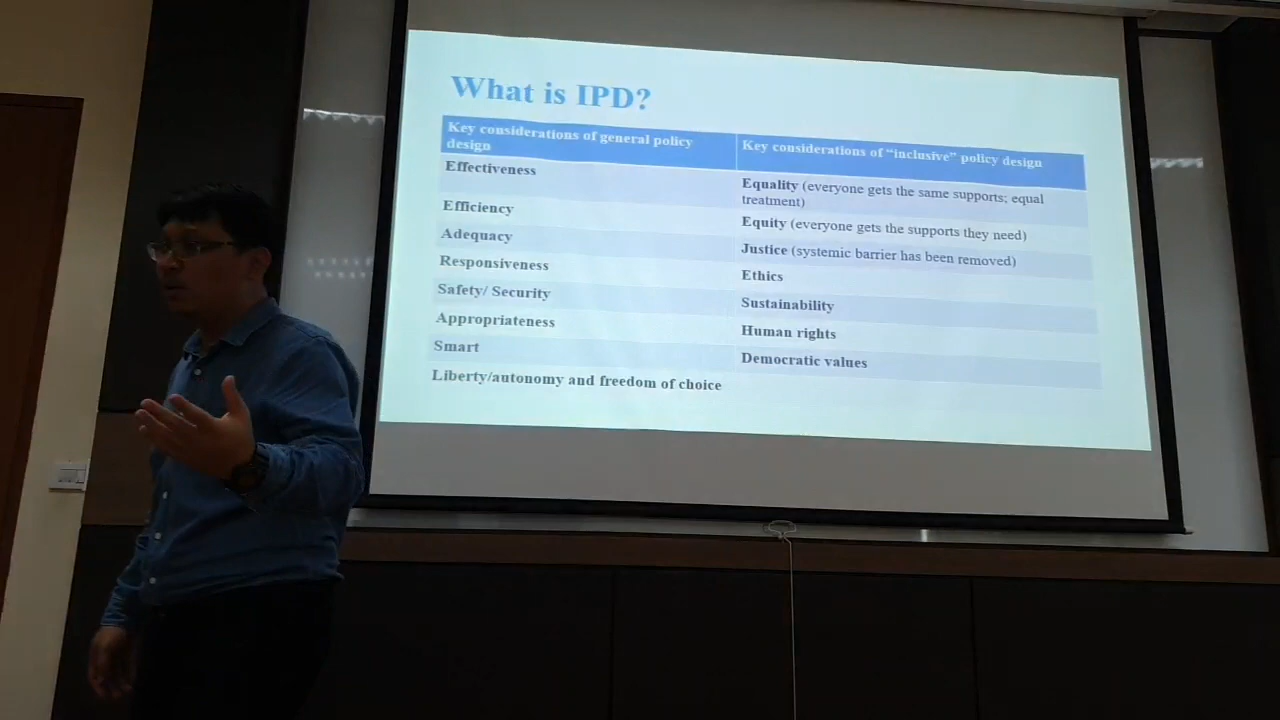 What is IPD?
Key considerations of general policy
design
Key considerations of “inclusive” policy design
Effectiveness
Equality (everyone gets the same supports; equal
treatment)
Efficiency
Equity (everyone gets the supports they need)
Adequacy
Justice (systemic barrier has been removed)
Responsiveness
Ethics
Safety/ Security
Sustainability
Appropriateness
Human rights
Smart
Democratic values
Liberty/autonomy and freedom of choice